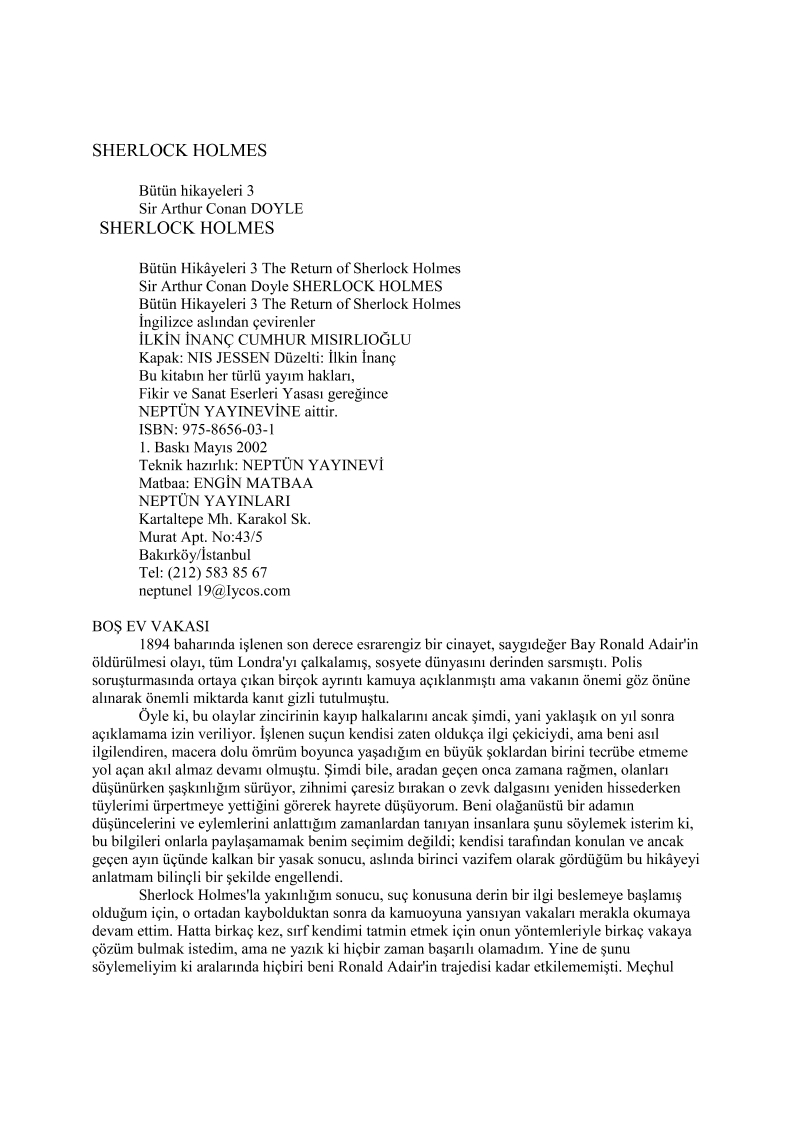 SHERLOCK HOLMES
Bütün hikayeleri 3
Sir Arthur Conan DOYLE
SHERLOCK HOLMES
Bütün Hikâyeleri 3 The Return of Sherlock Holmes
Sir Arthur Conan Doyle SHERLOCK HOLMES
Bütün Hikayeleri 3 The Return of Sherlock Holmes
İngilizce aslından çevirenler
İLKİN İNANÇ CUMHUR MISIRLIOĞLU
Kapak: NIS JESSEN Düzelti: İlkin İnanç
Bu kitabın her türlü yayım hakları,
Fikir ve Sanat Eserleri Yasası gereğince
NEPTÜN YAYINEVİNE aittir.
ISBN: 975-8656-03-1
1. Baskı Mayıs 2002
Teknik hazırlık: NEPTÜN YAYINEVİ
Matbaa: ENGİN MATBAA
NEPTÜN YAYINLARI
Kartaltepe Mh. Karakol Sk.
Murat Apt. No:43/5
Bakırköy/İstanbul
Tel: (212) 583 85 67
neptunel 19@Iycos.com
BOŞ EV VAKASI
1894 baharında işlenen son derece esrarengiz bir cinayet, saygıdeğer Bay Ronald Adair'in
öldürülmesi olayı, tüm Londra'yı çalkalamış, sosyete dünyasını derinden sarsmıştı. Polis
soruşturmasında ortaya çıkan birçok ayrıntı kamuya açıklanmıştı ama vakanın önemi göz önüne
alınarak önemli miktarda kanıt gizli tutulmuştu.
Öyle ki, bu olaylar zincirinin kayıp halkalarını ancak şimdi, yani yaklaşık on yıl sonra
açıklamama izin veriliyor. İşlenen suçun kendisi zaten oldukça ilgi çekiciydi, ama beni asıl
ilgilendiren, macera dolu ömrüm boyunca yaşadığım en büyük şoklardan birini tecrübe etmeme
yol açan akıl almaz devamı olmuştu. Şimdi bile, aradan geçen onca zamana rağmen, olanları
düşünürken şaşkınlığım sürüyor, zihnimi çaresiz bırakan o zevk dalgasını yeniden hissederken
tüylerimi ürpertmeye yettiğini görerek hayrete düşüyorum. Beni olağanüstü bir adamın
düşüncelerini ve eylemlerini anlattığım zamanlardan tanıyan insanlara şunu söylemek isterim ki,
bu bilgileri onlarla paylaşamamak benim seçimim değildi; kendisi tarafından konulan ve ancak
geçen ayın üçünde kalkan bir yasak sonucu, aslında birinci vazifem olarak gördüğüm bu hikâyeyi
anlatmam bilinçli bir şekilde engellendi.
Sherlock Holmes'la yakınlığım sonucu, suç konusuna derin bir ilgi beslemeye başlamış
olduğum için, o ortadan kaybolduktan sonra da kamuoyuna yansıyan vakaları merakla okumaya
devam ettim. Hatta birkaç kez, sırf kendimi tatmin etmek için onun yöntemleriyle birkaç vakaya
çözüm bulmak istedim, ama ne yazık ki hiçbir zaman başarılı olamadım. Yine de şunu
söylemeliyim ki aralarında hiçbiri beni Ronald Adair'in trajedisi kadar etkilememişti. Meçhul